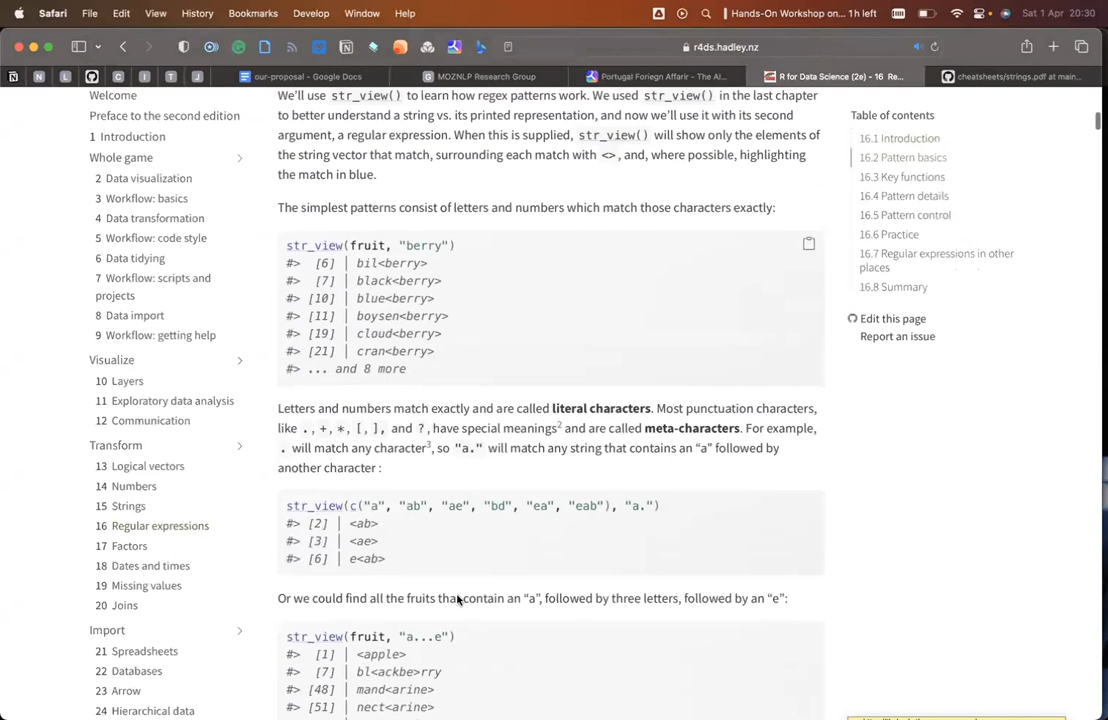 Safari File Edit View History Bookmarks Develop Window Help Hands-On Workshop on... 1h left Sat 1 Apr 20:30
r4ds.hadley.nz
our-proposal - Google Docs MOZNLP Research Group Portugal Foriegn Affair - The Al... R for Data Science (2e) - 16 Re... cheatsheets/strings.pdf at main...
Welcome
Preface to the second edition
1 Introduction
Whole game
2 Data visualization
3 Workflow: basics
4 Data transformation
5 Workflow: code style
6 Data tidying
7 Workflow: scripts and
projects
8 Data import
9 Workflow: getting help
Visualize
10 Layers
11 Exploratory data analysis
12 Communication
Transform
13 Logical vectors
14 Numbers
15 Strings
16 Regular expressions
17 Factors
18 Dates and times
19 Missing values
20 Joins
Import
21 Spreadsheets
22 Databases
23 Arrow
24 Hierarchical data
We'll use str_view() to learn how regex patterns work. We used str_view() in the last chapter
to better understand a string vs. its printed representation, and now we'll use it with its second
argument, a regular expression. When this is supplied, str_view() will show only the elements of
the string vector that match, surrounding each match with <>, and, where possible, highlighting
the match in blue.
The simplest patterns consist of letters and numbers which match those characters exactly:
str_view(fruit, "berry")
#> [6] │ bil<berry>
#> [7] │ black<berry>
#> [10] │ blue<berry>
#> [11] │ boysen<berry>
#> [19] │ cloud<berry>
#> [21] │ cran<berry>
#> ... and 8 more
Letters and numbers match exactly and are called literal characters. Most punctuation characters,
like ., +, *, [, ], and ?, have special meanings2 and are called meta-characters. For example,
. will match any character3, so "a." will match any string that contains an “a” followed by
another character :
str_view(c("a", "ab", "ae", "bd", "ea", "eab"), "a.")
#> [2] │ <ab>
#> [3] │ <ae>
#> [6] │ e<ab>
Or we could find all the fruits that contain an “a”, followed by three letters, followed by an “e”:
str_view(fruit, "a...e")
#> [1] │ <apple>
#> [7] │ bl<ackbe>rry
#> [48] │ mand<arine>
#> [51] │ nect<arine>
Table of contents
16.1 Introduction
16.2 Pattern basics
16.3 Key functions
16.4 Pattern details
16.5 Pattern control
16.6 Practice
16.7 Regular expressions in other
places
16.8 Summary
Edit this page
Report an issue